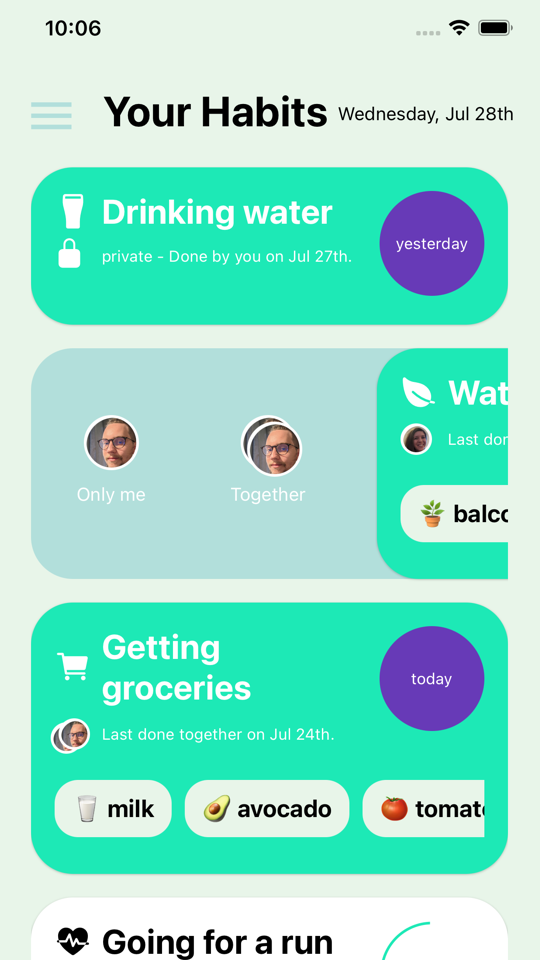 10:06
Your Habits
Wednesday, Jul 28th
Drinking water
private - Done by you on Jul 27th.
yesterday
Only me
Together
Wat
Last dor
balco
Getting
groceries
today
Last done together on Jul 24th.
milk
avocado
tomat
Going for a run